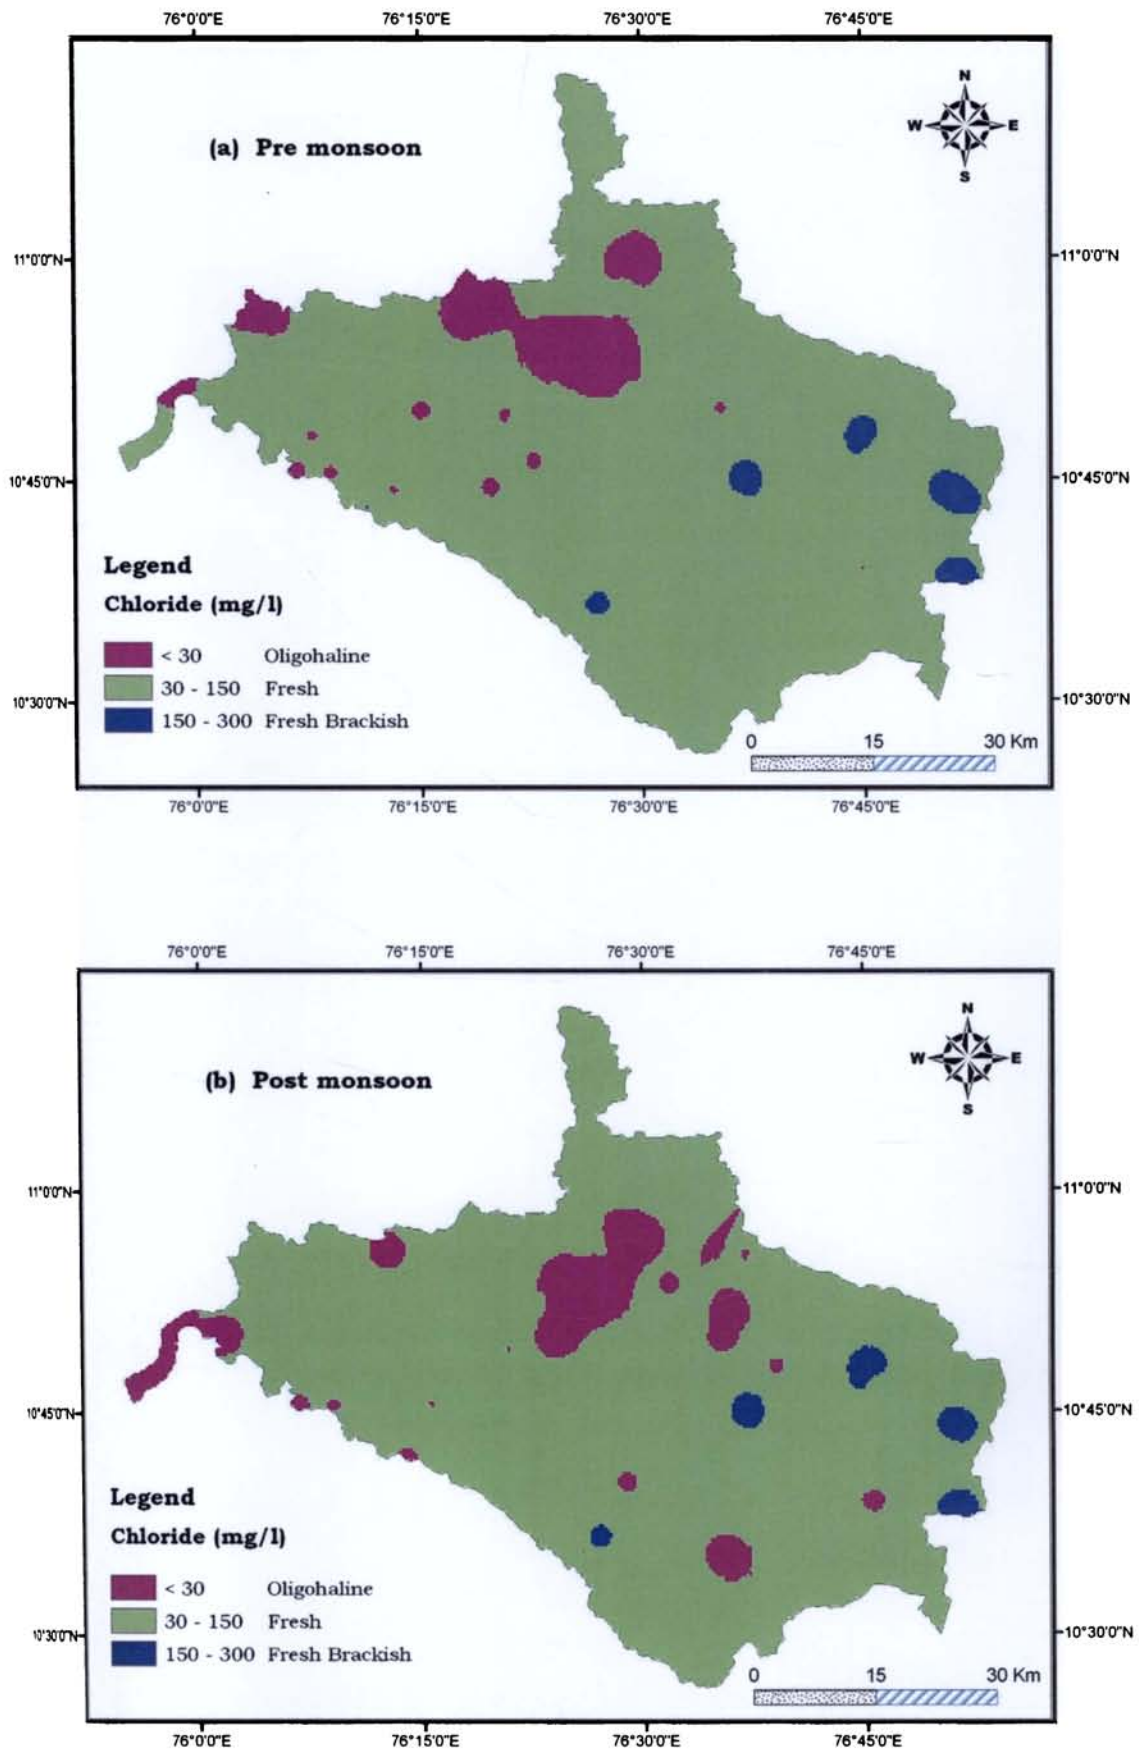 76°0'0"E 76°15'0"E 76°30'0"E 76°45'0"E
N
(a) Pre monsoon
W E
S
11°0'0"N 11°0'0"N
10°45'0"N 10°45'0"N
Legend
Chloride (mg/l)
< 30 Oligohaline
30 - 150 Fresh
10°30'0"N 10°30'0"N
150 - 300 Fresh Brackish
0 15 30 Km
76°0'0"E 76°15'0"E 76°30'0"E 76°45'0"E
76°0'0"E 76°15'0"E 76°30'0"E 76°45'0"E
N
W E
(b) Post monsoon
S
11°0'0"N 11°0'0"N
10°45'0"N 10°45'0"N
Legend
Chloride (mg/l)
< 30 Oligohaline
30 - 150 Fresh
10°30'0"N 10°30'0"N
150 - 300 Fresh Brackish
0 15 30 Km
76°0'0"E 76°15'0"E 76°30'0"E 76°45'0"E